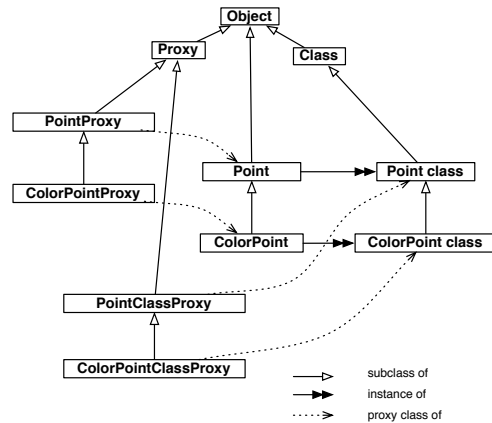 Object
Proxy
Class
PointProxy
ColorPointProxy
Point
Point class
ColorPoint
ColorPoint class
PointClassProxy
ColorPointClassProxy
subclass of
instance of
proxy class of